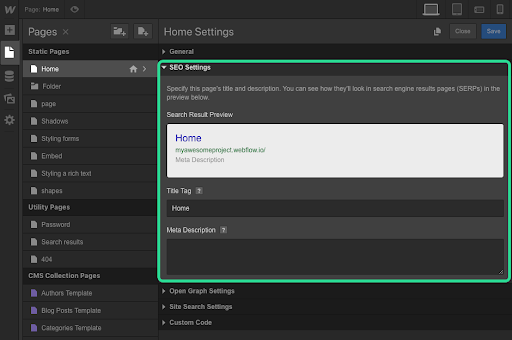 Page: Home
Pages
Home Settings
Close
Save
Static Pages
Home
Folder
page
Shadows
Styling forms
Embed
Styling a rich text
shapes
Utility Pages
Password
Search results
404
CMS Collection Pages
Authors Template
Blog Posts Template
Categories Template
General
SEO Settings
Specify this page's title and description. You can see how they'll look in search engine results pages (SERPs) in the
preview below.
Search Result Preview
Home
myawesomeproject.webflow.io/
Meta Description
Title Tag ?
Home
Meta Description ?
Open Graph Settings
Site Search Settings
Custom Code